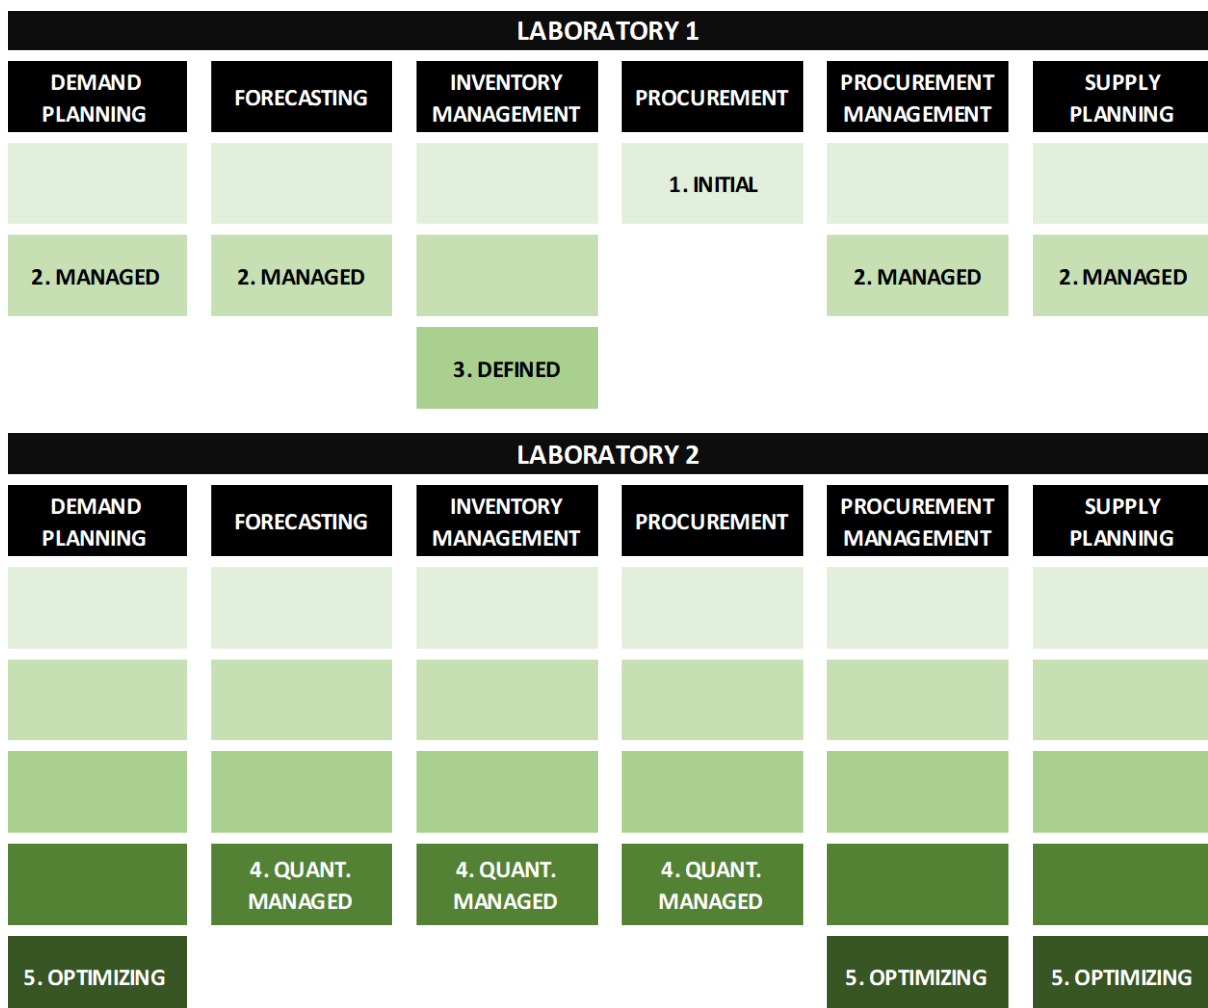 LABORATORY 1
DEMAND
PLANNING
FORECASTING
INVENTORY
MANAGEMENT
PROCUREMENT
PROCUREMENT
MANAGEMENT
SUPPLY
PLANNING
1. INITIAL
2. MANAGED
2. MANAGED
2. MANAGED
2. MANAGED
3. DEFINED
LABORATORY 2
DEMAND
PLANNING
FORECASTING
INVENTORY
MANAGEMENT
PROCUREMENT
PROCUREMENT
MANAGEMENT
SUPPLY
PLANNING
4. QUANT.
MANAGED
4. QUANT.
MANAGED
4. QUANT.
MANAGED
5. OPTIMIZING
5. OPTIMIZING
5. OPTIMIZING